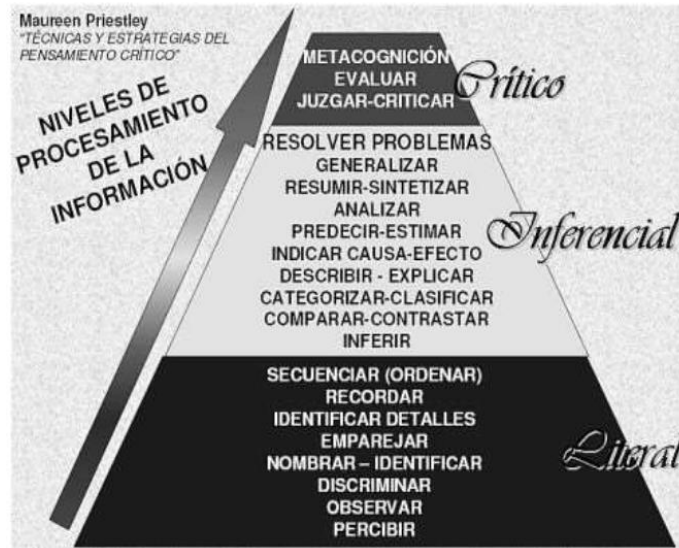 Maureen Priestley
"TÉCNICAS Y ESTRATEGIAS DEL
PENSAMIENTO CRÍTICO"
NIVELES DE
PROCESAMIENTO
DE LA
INFORMACIÓN
METACOGNICIÓN
EVALUAR
JUZGAR-CRITICAR
Crítico
RESOLVER PROBLEMAS
GENERALIZAR
RESUMIR-SINTETIZAR
ANALIZAR
PREDECIR-ESTIMAR
INDICAR CAUSA-EFECTO
DESCRIBIR - EXPLICAR
CATEGORIZAR-CLASIFICAR
COMPARAR-CONTRASTAR
INFERIR
Inferencial
SECUENCIAR (ORDENAR)
RECORDAR
IDENTIFICAR DETALLES
EMPAREJAR
NOMBRAR – IDENTIFICAR
DISCRIMINAR
OBSERVAR
PERCIBIR
Literal